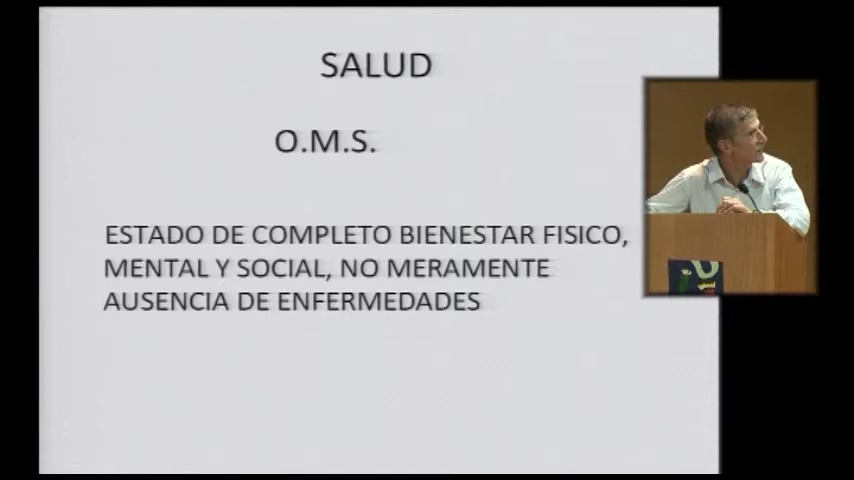 SALUD
O.M.S.
ESTADO DE COMPLETO BIENESTAR FISICO,
MENTAL Y SOCIAL, NO MERAMENTE
AUSENCIA DE ENFERMEDADES